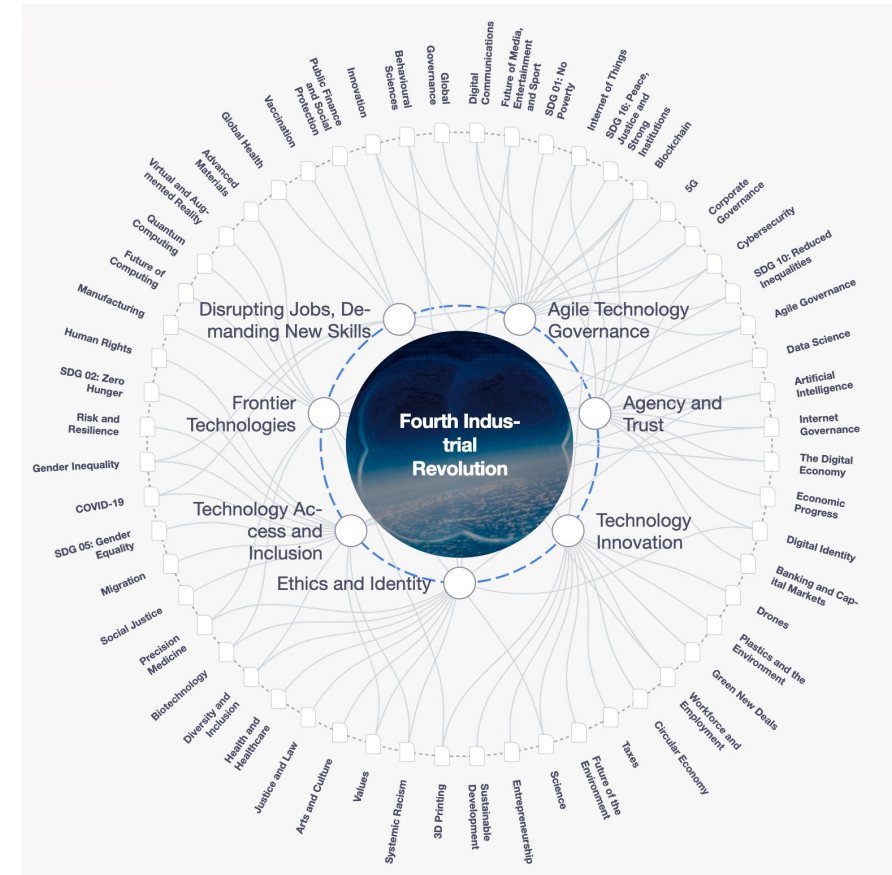 Fourth Indus-
trial
Revolution
Disrupting Jobs, De-
manding New Skills
Agile Technology
Governance
Frontier
Technologies
Agency and
Trust
Technology Ac-
cess and
Inclusion
Technology
Innovation
Ethics and Identity
Global
Governance
Digital
Communications
Future of Media,
Entertainment
and Sport
SDG 01: No
Poverty
Internet of Things
SDG 16: Peace,
Justice and
Strong
Institutions
Blockchain
5G
Corporate
Governance
Cybersecurity
SDG 10: Reduced
Inequalities
Agile Governance
Data Science
Artificial
Intelligence
Internet
Governance
The Digital
Economy
Economic
Progress
Digital Identity
Banking and Cap-
ital Markets
Drones
Plastics and the
Environment
Green New Deals
Workforce and
Employment
Circular Economy
Taxes
Future of the
Environment
Science
Entrepreneurship
Sustainable
Development
3D Printing
Systemic Racism
Values
Arts and Culture
Justice and Law
Health and
Healthcare
Diversity and
Inclusion
Biotechnology
Precision
Medicine
Social Justice
Migration
SDG 05: Gender
Equality
COVID-19
Gender Inequality
Risk and
Resilience
SDG 02: Zero
Hunger
Human Rights
Manufacturing
Future of
Computing
Quantum
Computing
Virtual and Aug-
mented Reality
Advanced
Materials
Global Health
Vaccination
Public Finance
and Social
Protection
Innovation
Behavioural
Sciences